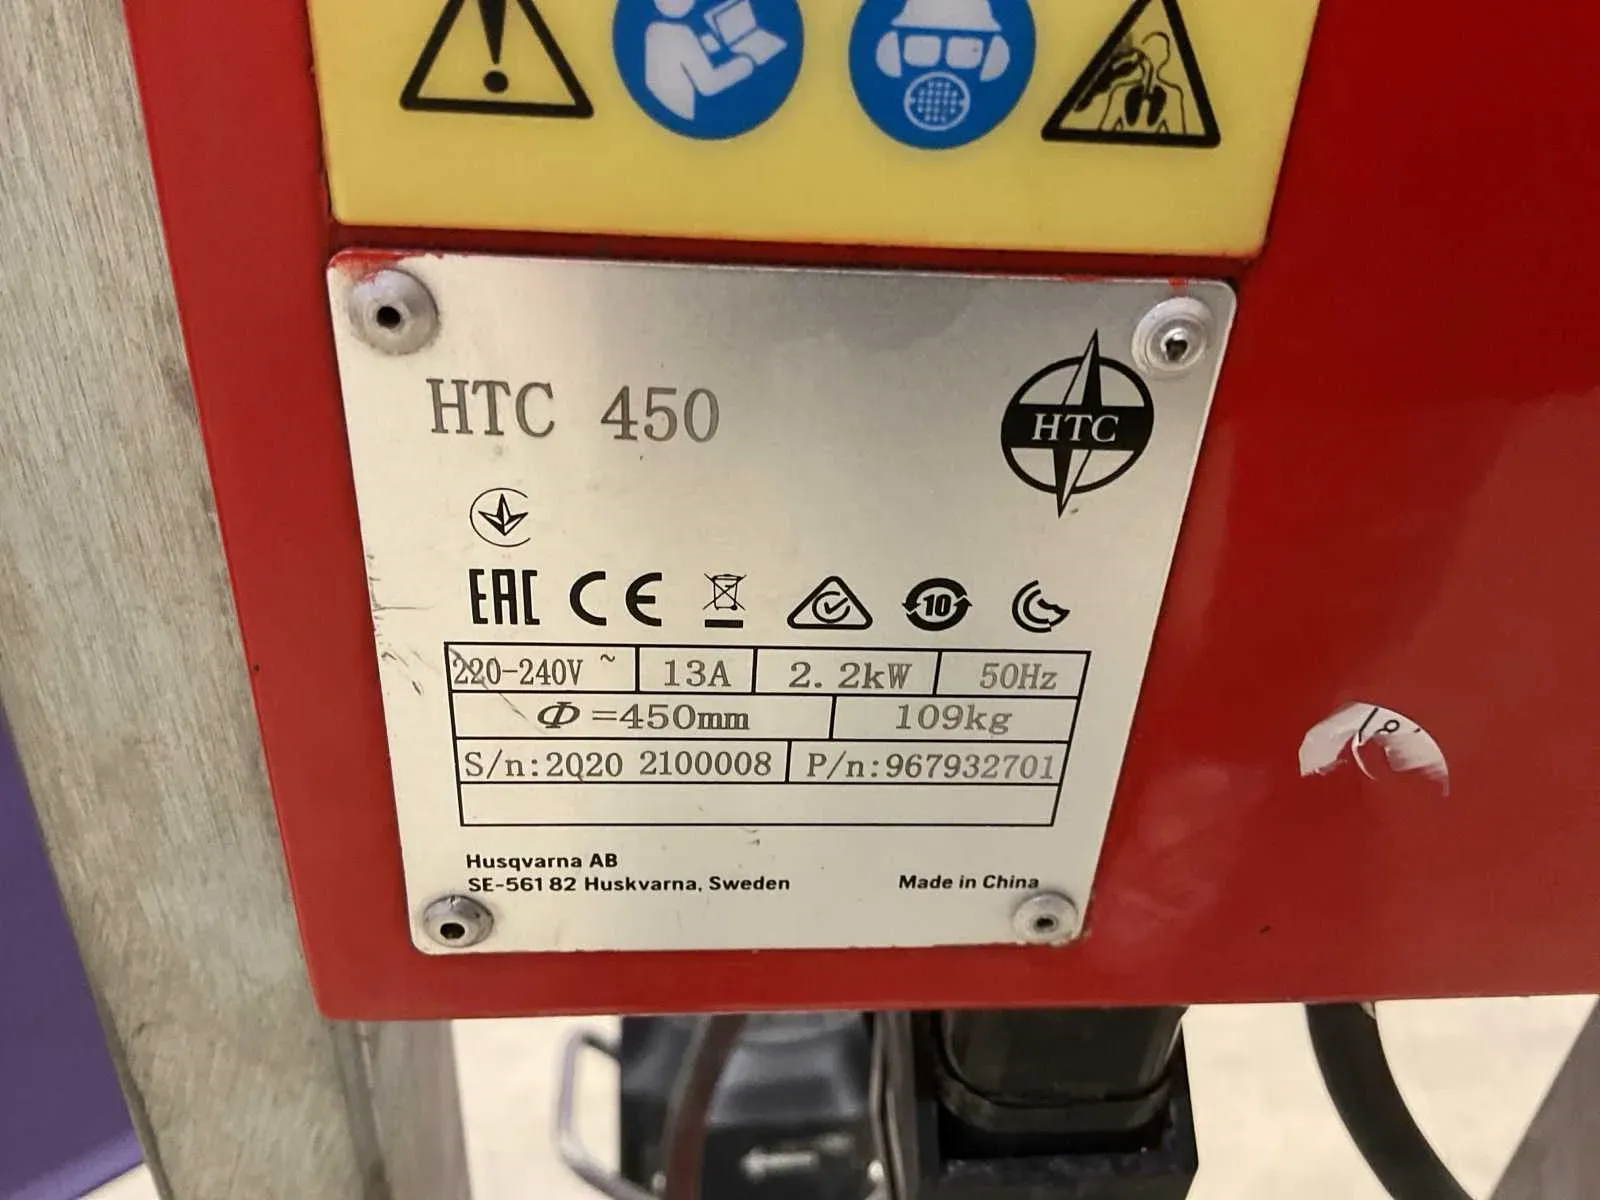 HTC 450
HTC
EAC CE 10
220-240V ~ 13A 2.2kW 50Hz
Φ=450mm 109kg
S/n:2020 2100008 P/n:967932701
Husqvarna AB
SE-561 82 Huskvarna, Sweden
Made in China